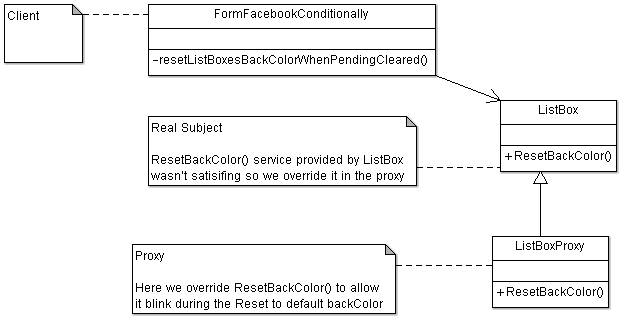 Client
FormFacebookConditionally
-resetListBoxesBackColorWhenPendingCleared()
Real Subject
ResetBackColor() service provided by ListBox
wasn't satisifing so we override it in the proxy
ListBox
+ResetBackColor()
Proxy
Here we override ResetBackColor() to allow
it blink during the Reset to default backColor
ListBoxProxy
+ResetBackColor()